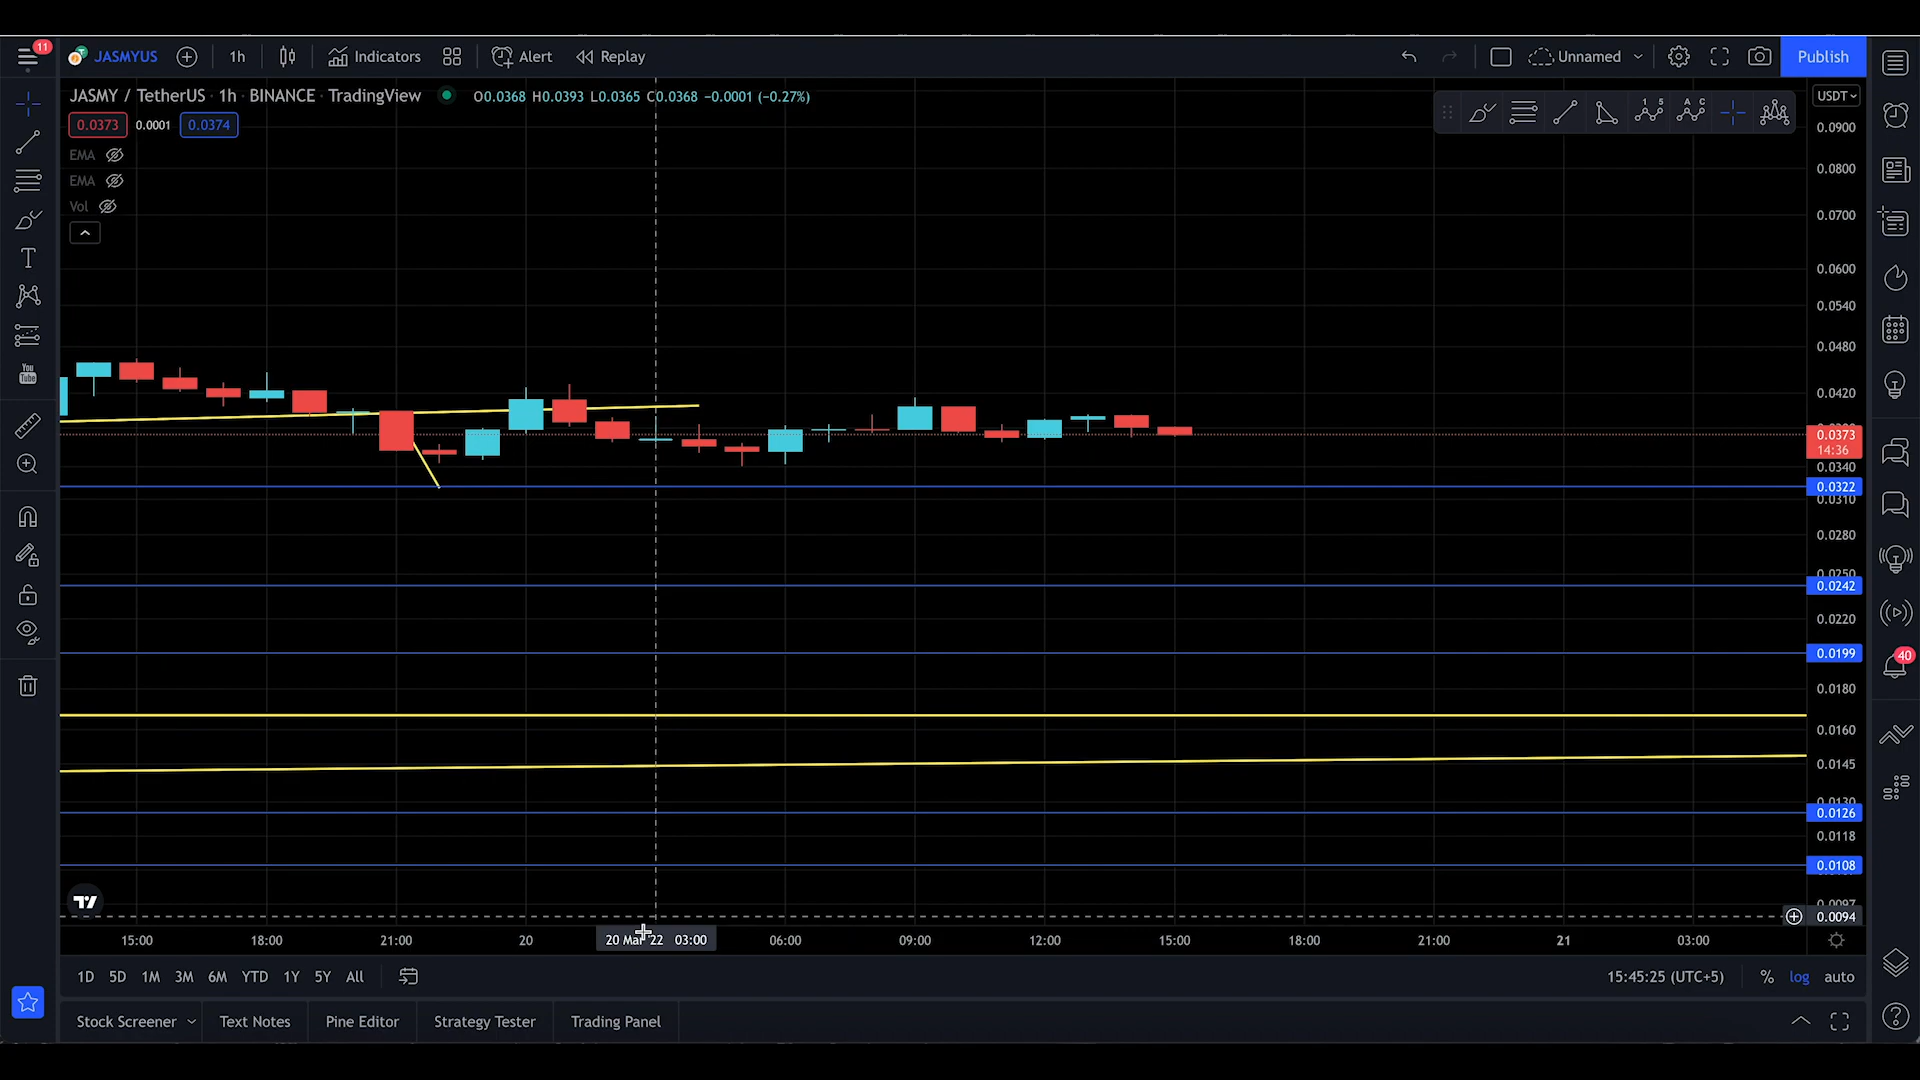 11
JASMYUS 1h Indicators Alert Replay Unnamed Publish
JASMY / TetherUS · 1h · BINANCE · TradingView O0.0368 H0.0393 L0.0365 C0.0368 −0.0001 (−0.27%)
0.0373 0.0001 0.0374
EMA
EMA
Vol
T
You
Tube
1 5
A C
USDT
0.0900
0.0800
0.0700
0.0600
0.0540
0.0480
0.0420
0.0373
14:36
0.0340
0.0322
0.0310
0.0280
0.0250
0.0242
0.0220
0.0199
0.0180
0.0160
0.0145
0.0130
0.0126
0.0118
0.0108
0.0097
0.0094
40
15:00 18:00 21:00 20 20 Mar '22 03:00 06:00 09:00 12:00 15:00 18:00 21:00 21 03:00
1D 5D 1M 3M 6M YTD 1Y 5Y All 15:45:25 (UTC+5) % log auto
Stock Screener Text Notes Pine Editor Strategy Tester Trading Panel